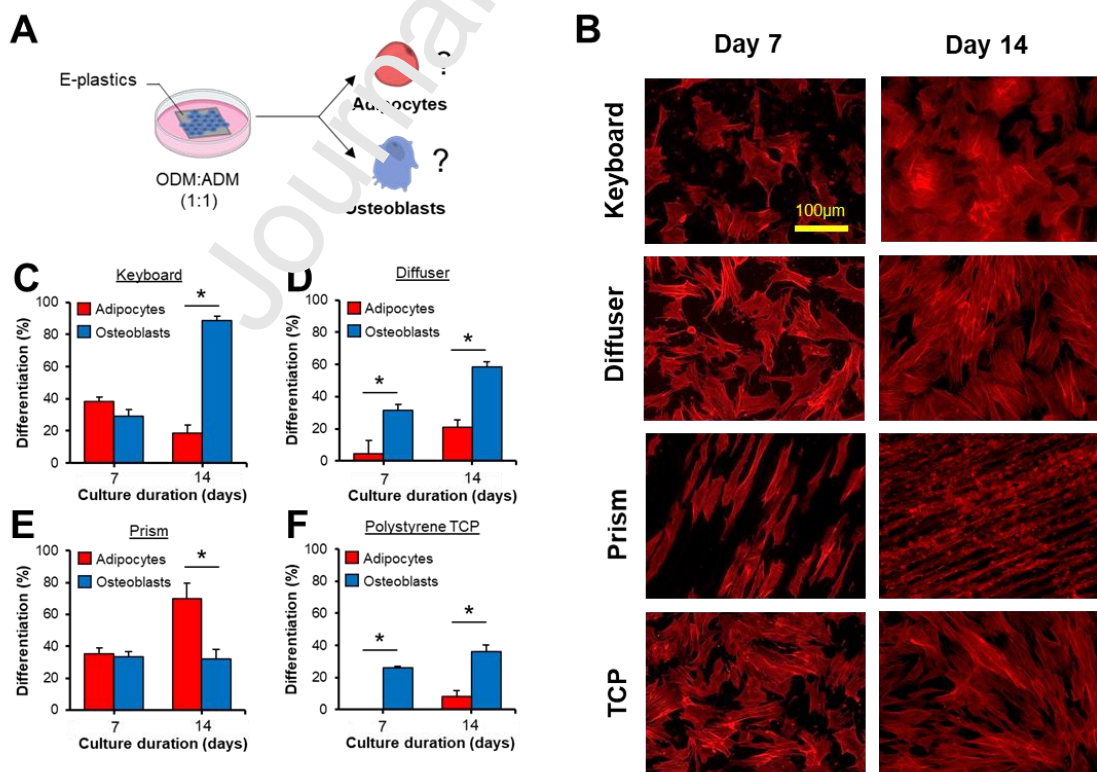 A
E-plastics
ODM:ADM
(1:1)
?
Adipocytes
?
Osteoblasts
Journal
B
Day 7
Day 14
Keyboard
100μm
Diffuser
Prism
TCP
C
Keyboard
Differentiation (%)
100
80
60
40
20
0
Adipocytes
Osteoblasts
*
7
14
Culture duration (days)
D
Diffuser
Differentiation (%)
100
80
60
40
20
0
Adipocytes
Osteoblasts
*
*
7
14
Culture duration (days)
E
Prism
Differentiation (%)
100
80
60
40
20
0
Adipocytes
Osteoblasts
*
7
14
Culture duration (days)
F
Polystyrene TCP
Differentiation (%)
100
80
60
40
20
0
Adipocytes
Osteoblasts
*
*
7
14
Culture duration (days)